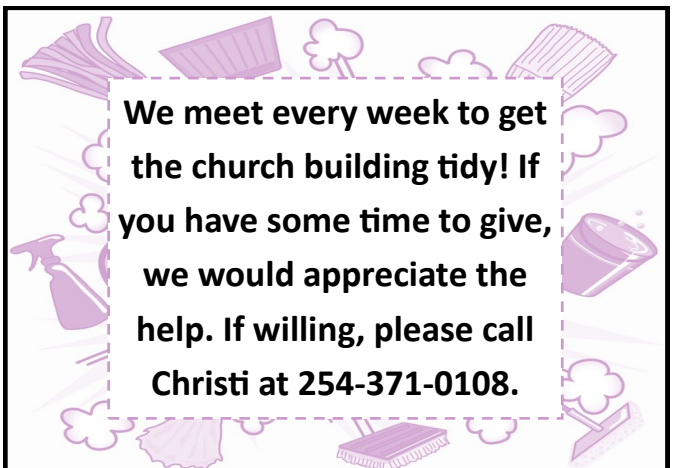 We meet every week to get
the church building tidy! If
you have some time to give,
we would appreciate the
help. If willing, please call
Christi at 254-371-0108.